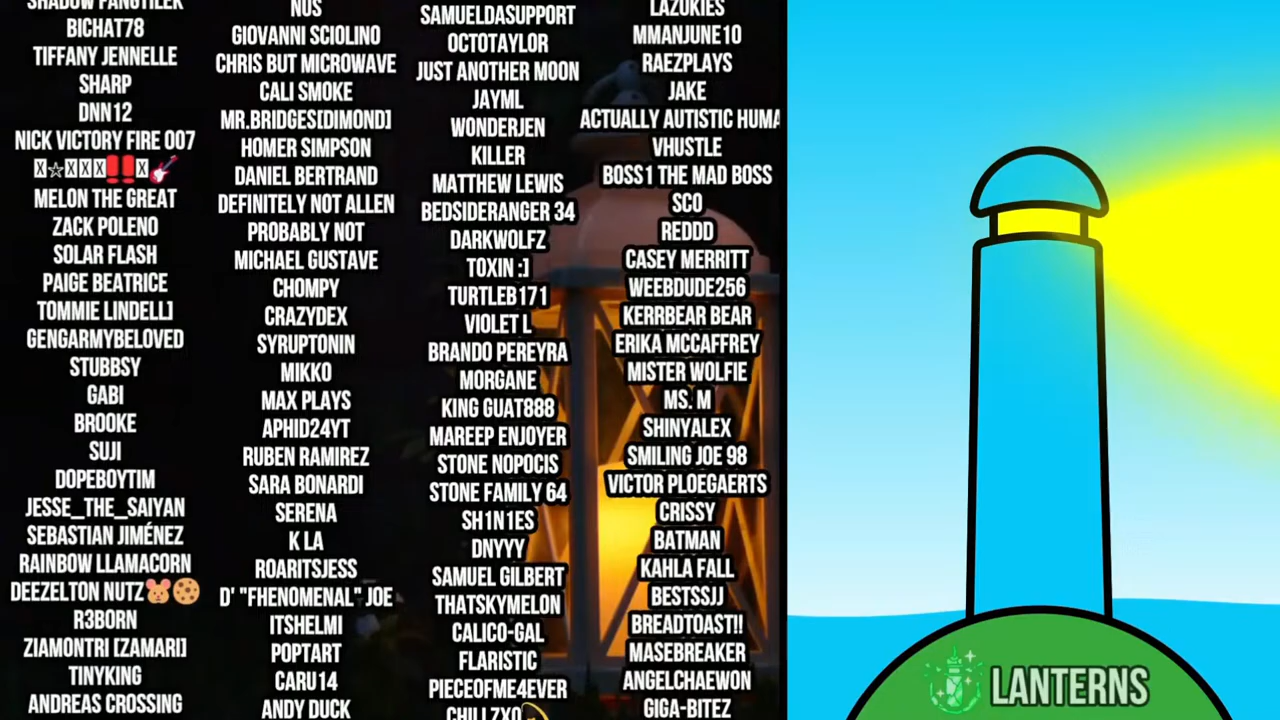 SHADOW FANGTILEK
BICHAT78
TIFFANY JENNELLE
SHARP
DNN12
NICK VICTORY FIRE 007
MELON THE GREAT
ZACK POLENO
SOLAR FLASH
PAIGE BEATRICE
TOMMIE LINDELL]
GENGARMYBELOVED
STUBBSY
GABI
BROOKE
SUJI
DOPEBOYTIM
JESSE_THE_SAIYAN
SEBASTIAN JIMÉNEZ
RAINBOW LLAMACORN
DEEZELTON NUTZ🐭🍪
R3BORN
ZIAMONTRI [ZAMARI]
TINYKING
ANDREAS CROSSING
NUS
GIOVANNI SCIOLINO
CHRIS BUT MICROWAVE
CALI SMOKE
MR.BRIDGES[DIMOND]
HOMER SIMPSON
DANIEL BERTRAND
DEFINITELY NOT ALLEN
PROBABLY NOT
MICHAEL GUSTAVE
CHOMPY
CRAZYDEX
SYRUPTONIN
MIKKO
MAX PLAYS
APHID24YT
RUBEN RAMIREZ
SARA BONARDI
SERENA
K LA
ROARITSJESS
D' "FHENOMENAL" JOE
ITSHELMI
POPTART
CARU14
ANDY DUCK
SAMUELDASUPPORT
OCTOTAYLOR
JUST ANOTHER MOON
JAYML
WONDERJEN
KILLER
MATTHEW LEWIS
BEDSIDERANGER 34
DARKWOLFZ
TOXIN :]
TURTLEB171
VIOLET L
BRANDO PEREYRA
MORGANE
KING GUAT888
MAREEP ENJOYER
STONE NOPOCIS
STONE FAMILY 64
SH1N1ES
DNYYY
SAMUEL GILBERT
THATSKYMELON
CALICO-GAL
FLARISTIC
PIECEOFME4EVER
CHILLZXO💫
LAZUKIES
MMANJUNE10
RAEZPLAYS
JAKE
ACTUALLY AUTISTIC HUMA
VHUSTLE
BOSS1 THE MAD BOSS
SCO
REDDD
CASEY MERRITT
WEEBDUDE256
KERRBEAR BEAR
ERIKA MCCAFFREY
MISTER WOLFIE
MS. M
SHINYALEX
SMILING JOE 98
VICTOR PLOEGAERTS
CRISSY
BATMAN
KAHLA FALL
BESTSSJJ
BREADTOAST!!
MASEBREAKER
ANGELCHAEWON
GIGA-BITEZ
LANTERNS